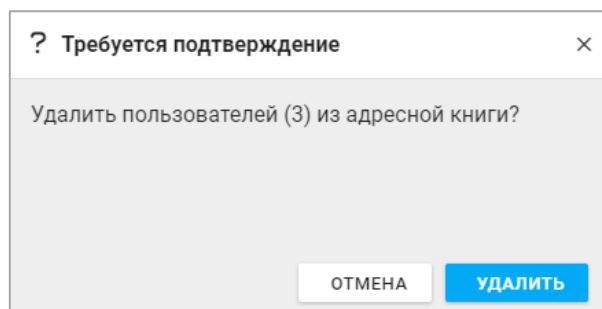 ? Требуется подтверждение
Удалить пользователей (3) из адресной книги?
ОТМЕНА
УДАЛИТЬ